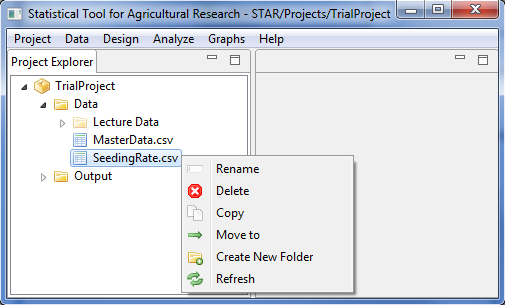 Statistical Tool for Agricultural Research - STAR/Projects/TrialProject
Project Data Design Analyze Graphs Help
Project Explorer
TrialProject
Data
Lecture Data
MasterData.csv
SeedingRate.csv
Output
Rename
Delete
Copy
Move to
Create New Folder
Refresh